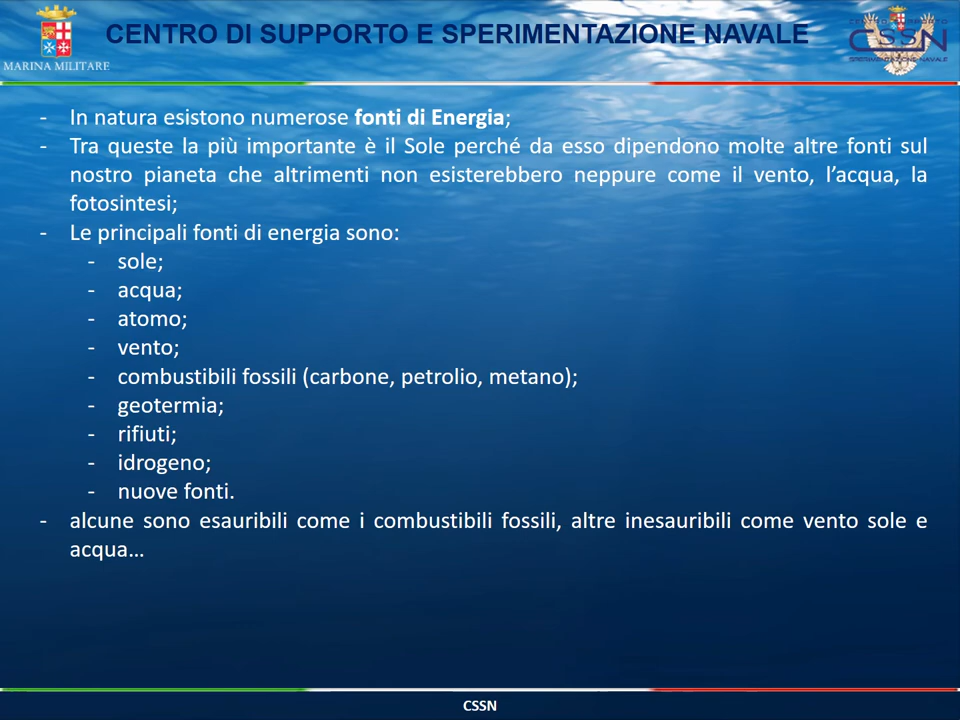 CENTRO DI SUPPORTO E SPERIMENTAZIONE NAVALE
MARINA MILITARE
CENTRO SUPPORTO
CSSN
SPERIMENTAZIONE NAVALE
- In natura esistono numerose fonti di Energia;
- Tra queste la più importante è il Sole perché da esso dipendono molte altre fonti sul
nostro pianeta che altrimenti non esisterebbero neppure come il vento, l’acqua, la
fotosintesi;
- Le principali fonti di energia sono:
- sole;
- acqua;
- atomo;
- vento;
- combustibili fossili (carbone, petrolio, metano);
- geotermia;
- rifiuti;
- idrogeno;
- nuove fonti.
- alcune sono esauribili come i combustibili fossili, altre inesauribili come vento sole e
acqua…
CSSN